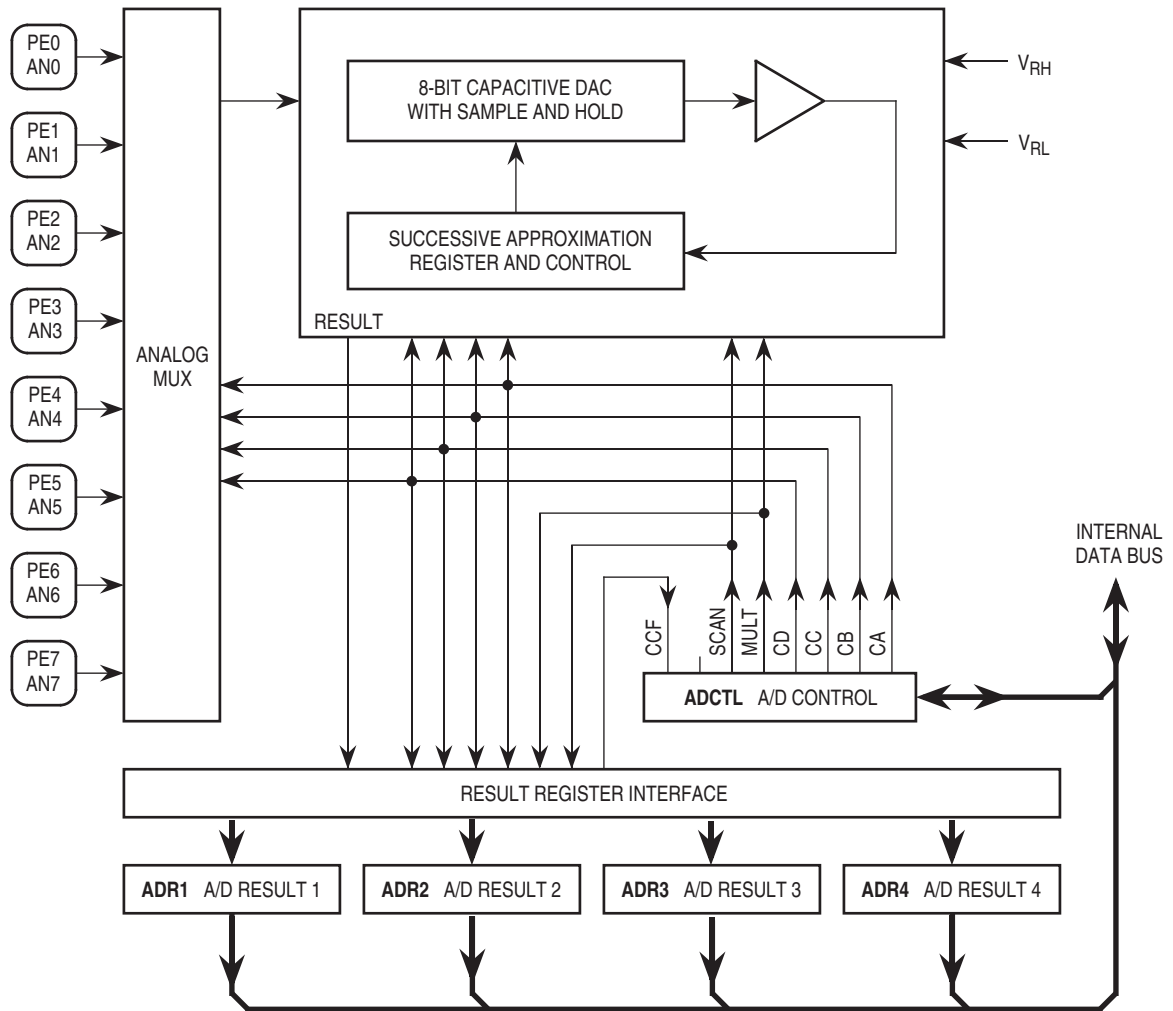 PE0
AN0
PE1
AN1
PE2
AN2
PE3
AN3
PE4
AN4
PE5
AN5
PE6
AN6
PE7
AN7
ANALOG
MUX
8-BIT CAPACITIVE DAC
WITH SAMPLE AND HOLD
SUCCESSIVE APPROXIMATION
REGISTER AND CONTROL
RESULT
VRH
VRL
INTERNAL
DATA BUS
CCF
SCAN
MULT
CD
CC
CB
CA
ADCTL A/D CONTROL
RESULT REGISTER INTERFACE
ADR1 A/D RESULT 1
ADR2 A/D RESULT 2
ADR3 A/D RESULT 3
ADR4 A/D RESULT 4